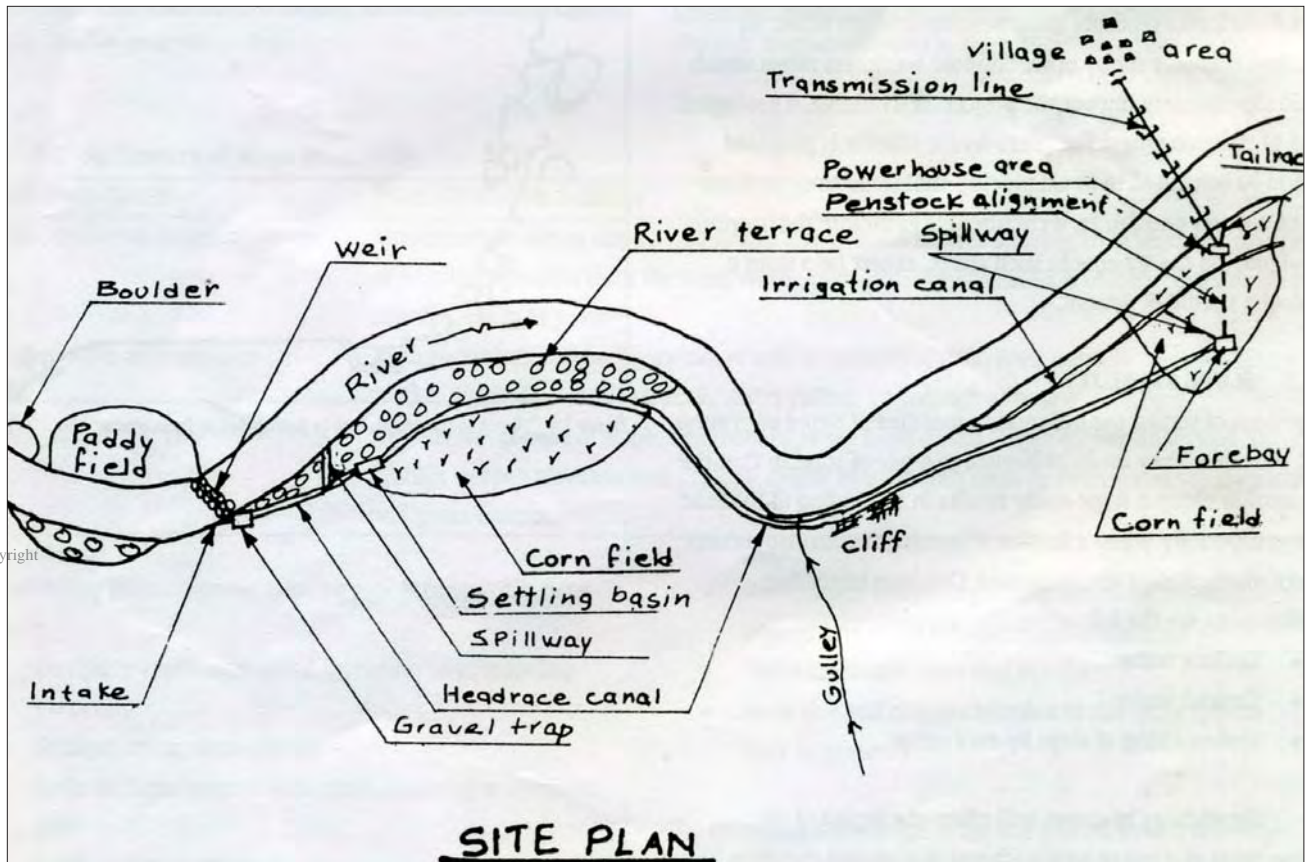 Village area
Transmission line
Tailrac
Powerhouse area
Penstock alignment
Spillway
River terrace
Weir
Irrigation canal
Boulder
River
Paddy
field
Forebay
Corn field
cliff
yright
Corn field
Settling basin
Spillway
Gulley
Intake
Headrace canal
Gravel trap
SITE PLAN